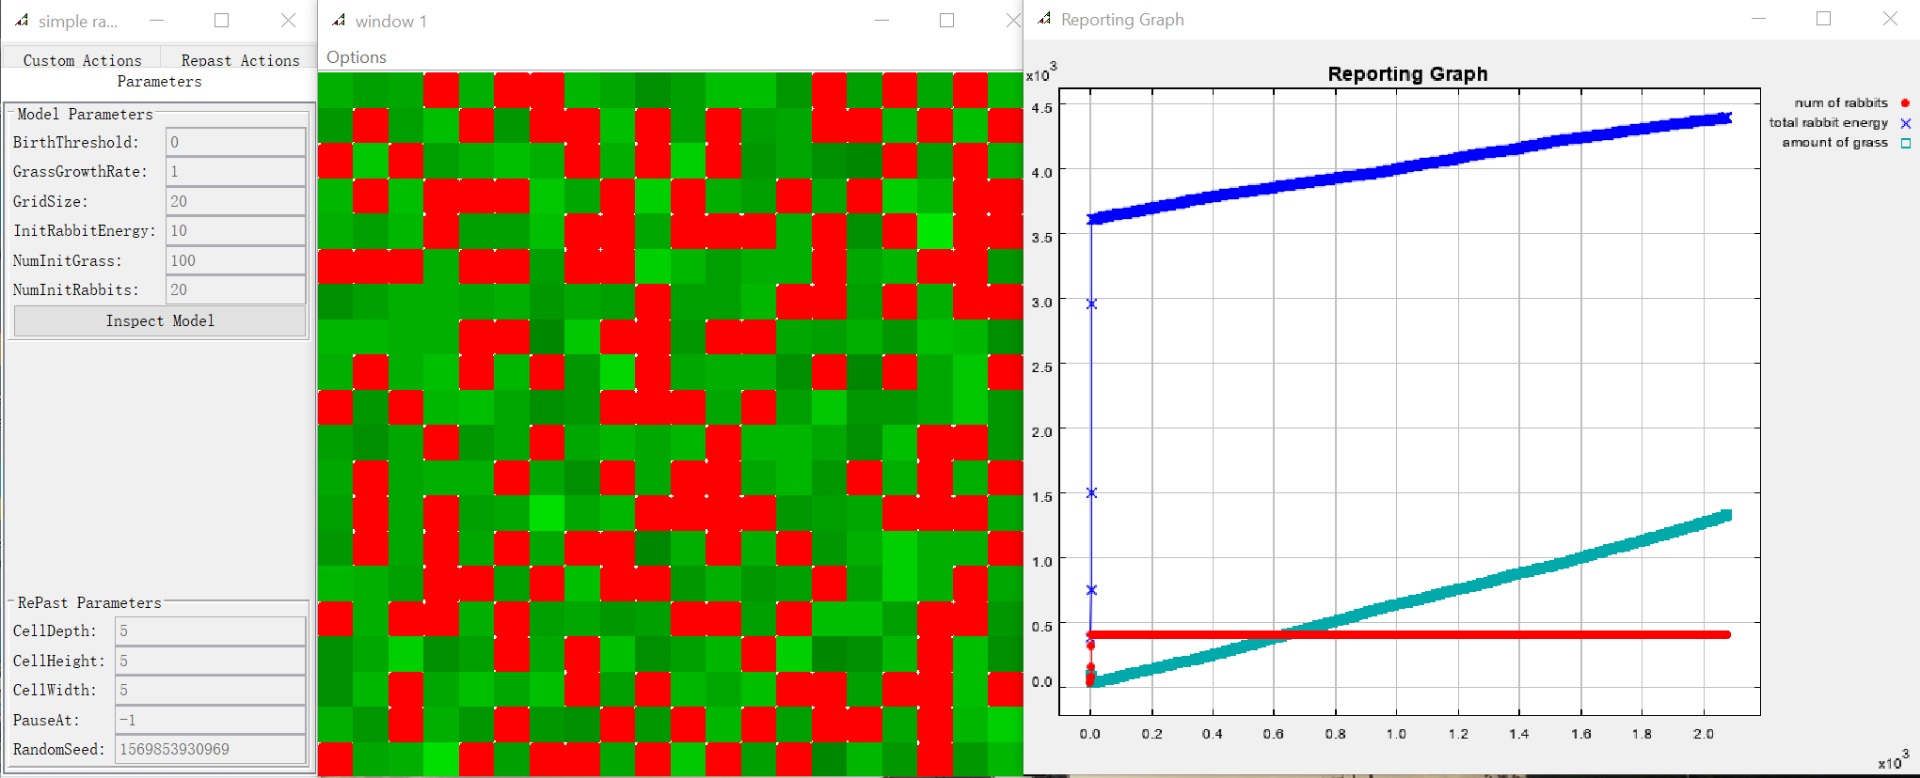 simple ra...
Custom Actions
Repast Actions
Parameters
Model Parameters
BirthThreshold: 0
GrassGrowthRate: 1
GridSize: 20
InitRabbitEnergy: 10
NumInitGrass: 100
NumInitRabbits: 20
Inspect Model
RePast Parameters
CellDepth: 5
CellHeight: 5
CellWidth: 5
PauseAt: -1
RandomSeed: 1569853930969
window 1
Options
Reporting Graph
x10³
Reporting Graph
num of rabbits
total rabbit energy
amount of grass
4.5
4.0
3.5
3.0
2.5
2.0
1.5
1.0
0.5
0.0
0.0 0.2 0.4 0.6 0.8 1.0 1.2 1.4 1.6 1.8 2.0
x10³